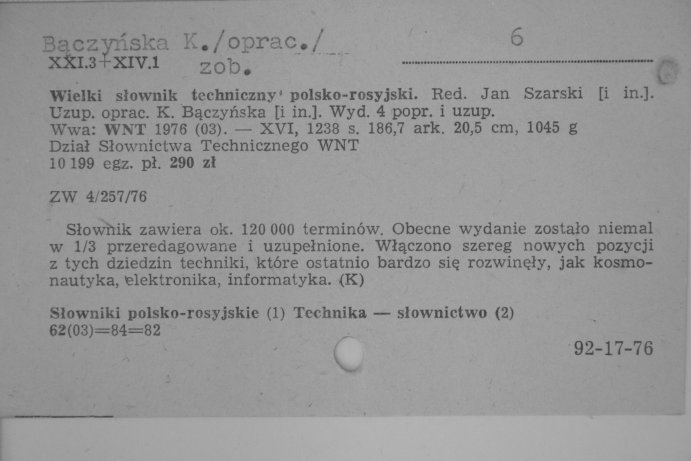 Bączyńska K./oprac./
6
XXI.3+XIV.1
zob.
Wielki słownik techniczny polsko-rosyjski. Red. Jan Szarski [i in.].
Uzup. oprac. K. Bączyńska [i in.]. Wyd. 4 popr. i uzup.
Wwa: WNT 1976 (03). — XVI, 1238 s. 186,7 ark. 20,5 cm, 1045 g
Dział Słownictwa Technicznego WNT
10 199 egz. pł. 290 zł
ZW 4/257/76
Słownik zawiera ok. 120 000 terminów. Obecne wydanie zostało niemal
w 1/3 przeredagowane i uzupełnione. Włączono szereg nowych pozycji
z tych dziedzin techniki, które ostatnio bardzo się rozwinęły, jak kosmo-
nautyka, elektronika, informatyka. (K)
Słowniki polsko-rosyjskie (1) Technika — słownictwo (2)
62(03)=84=82
92-17-76